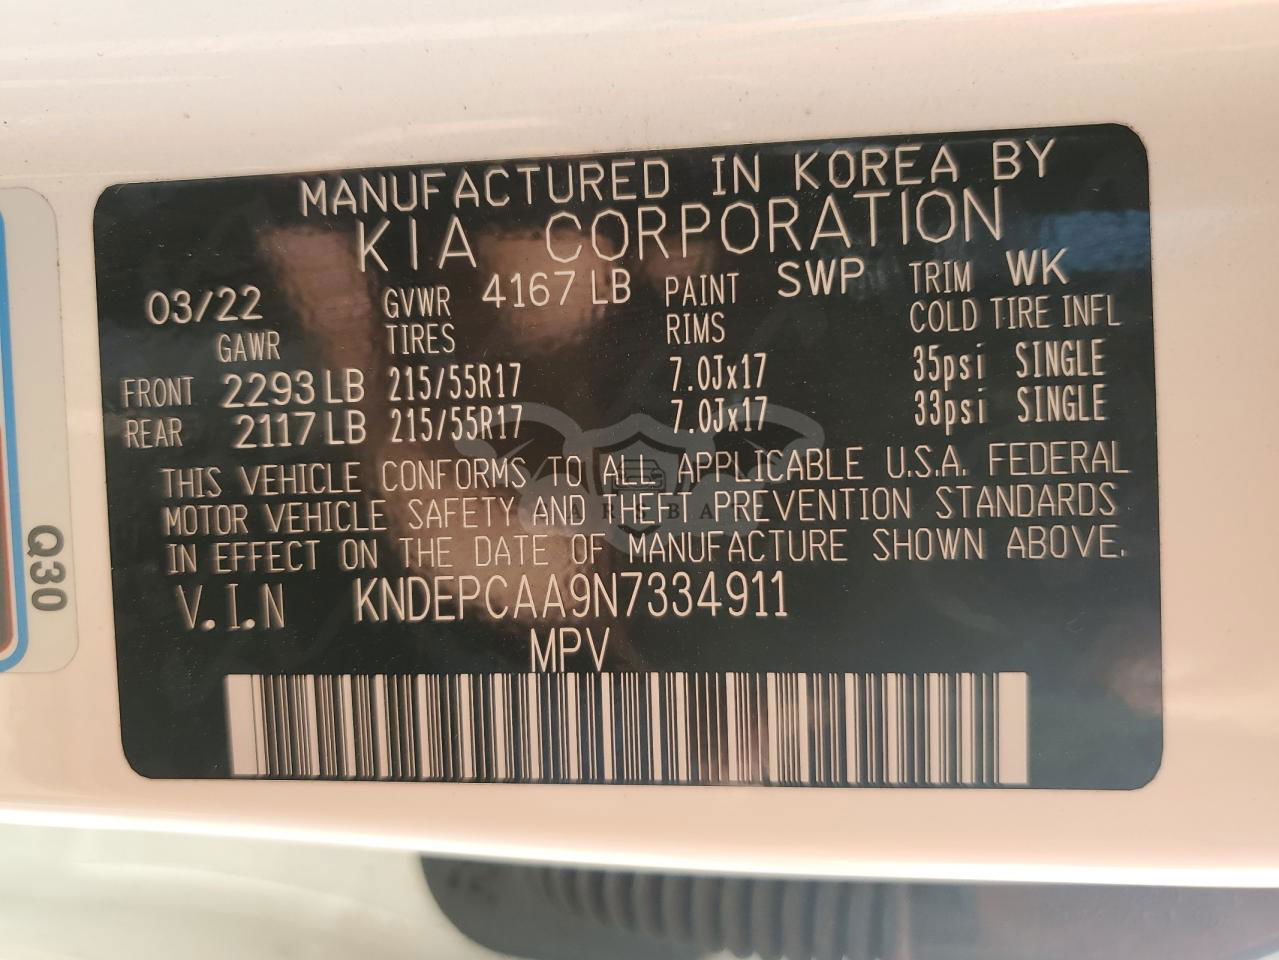 MANUFACTURED IN KOREA BY
KIA CORPORATION
03/22 GVWR 4167 LB PAINT SWP TRIM WK
GAWR TIRES RIMS COLD TIRE INFL
FRONT 2293 LB 215/55R17 7.0Jx17 35psi SINGLE
REAR 2117 LB 215/55R17 7.0Jx17 33psi SINGLE
THIS VEHICLE CONFORMS TO ALL APPLICABLE U.S.A. FEDERAL
MOTOR VEHICLE SAFETY AND THEFT PREVENTION STANDARDS
IN EFFECT ON THE DATE OF MANUFACTURE SHOWN ABOVE.
V.I.N KNDEPCAA9N7334911
MPV
Q30